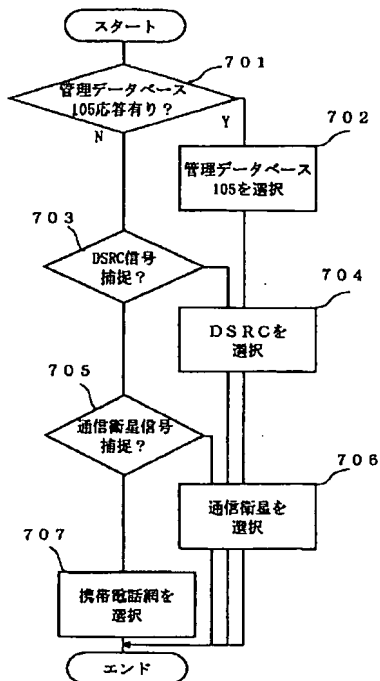 スタート
701
管理データベース
105応答有り?
N
Y
702
管理データベース
105を選択
703
DSRC信号
捕捉?
704
DSRCを
選択
705
通信衛星信号
捕捉?
706
通信衛星を
選択
707
携帯電話網を
選択
エンド